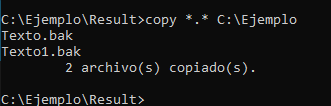 C:\Ejemplo\Result>copy *.* C:\Ejemplo
Texto.bak
Texto1.bak
        2 archivo(s) copiado(s).
C:\Ejemplo\Result>